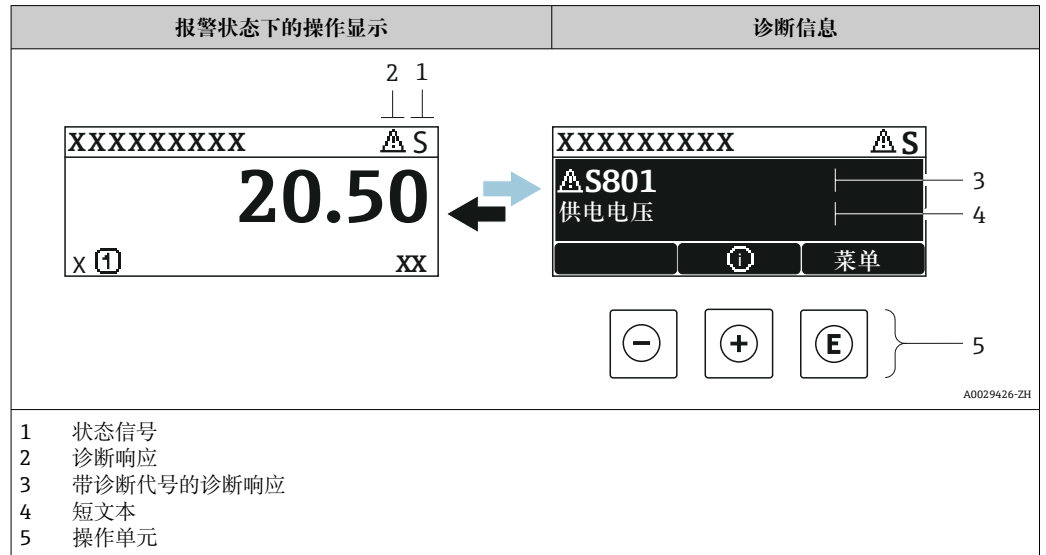 报警状态下的操作显示
诊断信息
2 1
XXXXXXXXX ⚠ S
20.50
X 1 XX
XXXXXXXXX ⚠ S
⚠S801
供电电压
i 菜单
3
4
− + E
5
A0029426-ZH
1 状态信号
2 诊断响应
3 带诊断代号的诊断响应
4 短文本
5 操作单元